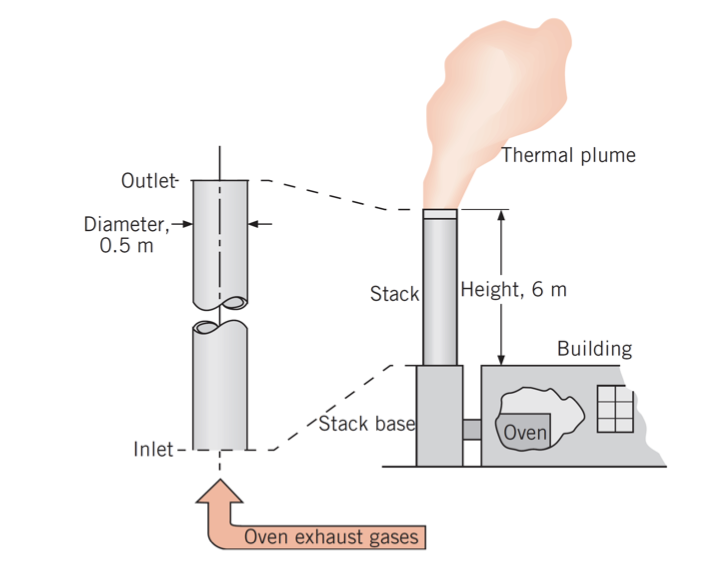 Thermal plume
Outlet
Diameter,
0.5 m
Stack
Height, 6 m
Building
Stack base
Oven
Inlet
Oven exhaust gases